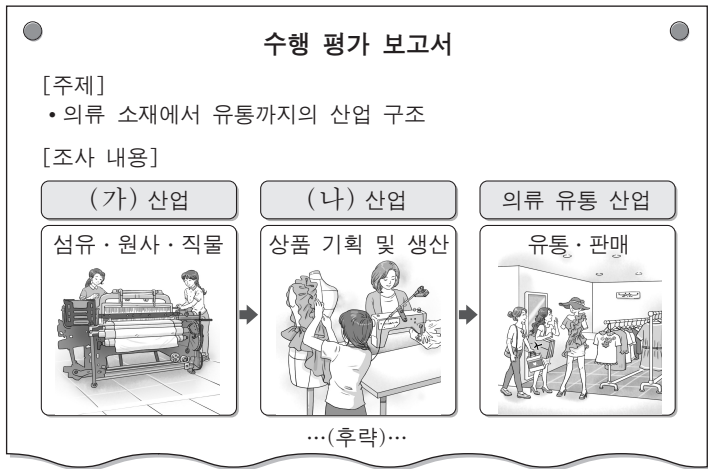 수행 평가 보고서
[주제]
• 의류 소재에서 유통까지의 산업 구조
[조사 내용]
(가) 산업
(나) 산업
의류 유통 산업
섬유·원사·직물
상품 기획 및 생산
유통·판매
…(후략)…